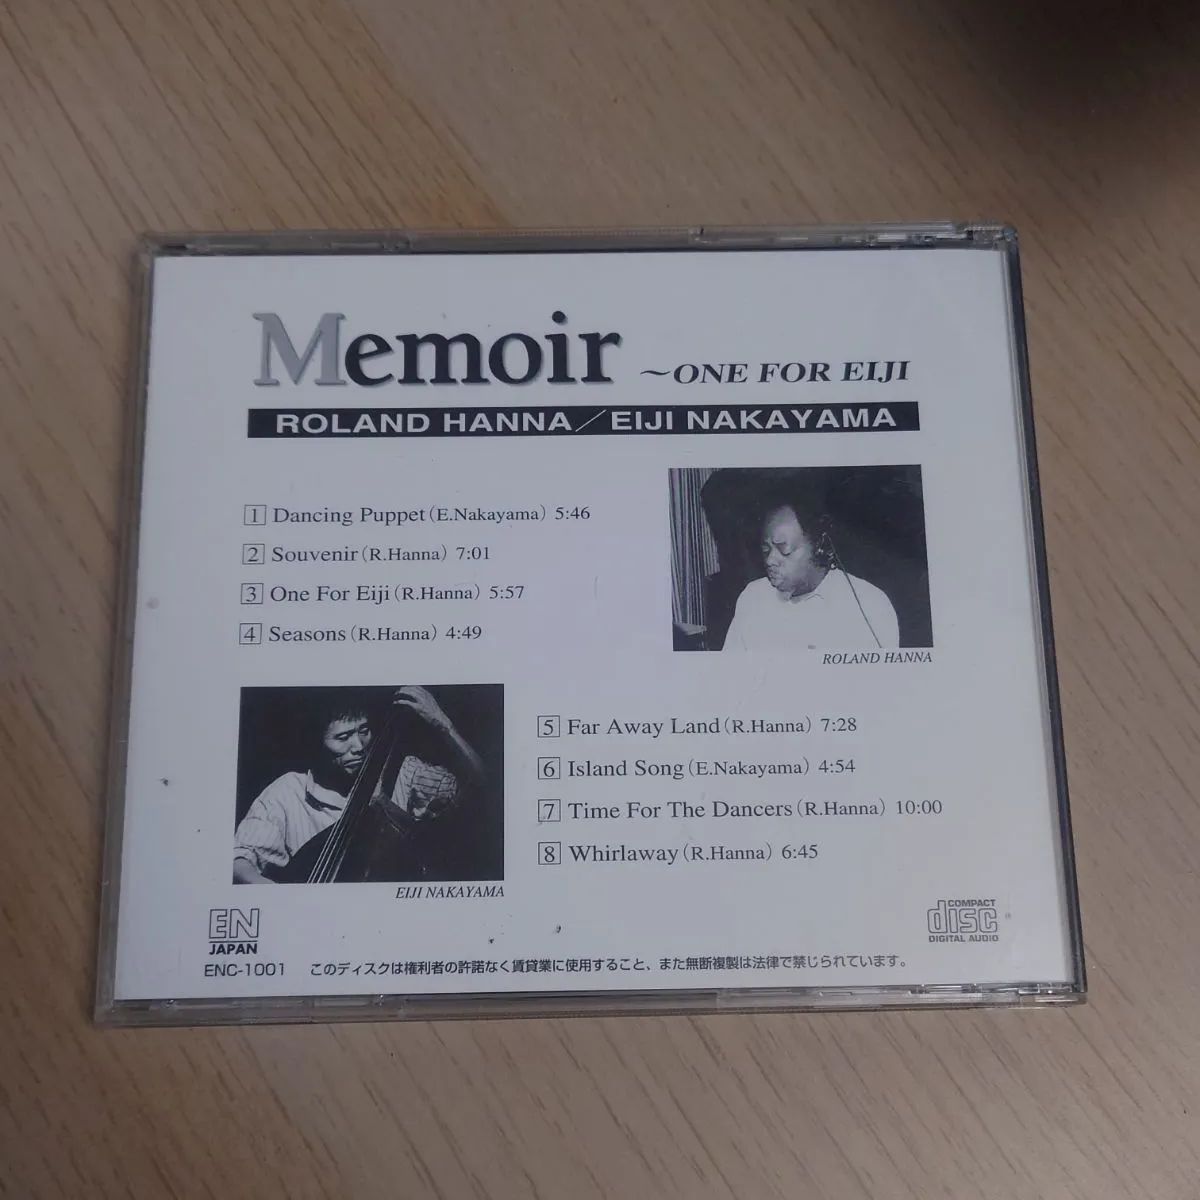 Memoir ～ONE FOR EIJI
ROLAND HANNA／EIJI NAKAYAMA
1 Dancing Puppet (E.Nakayama) 5:46
2 Souvenir (R.Hanna) 7:01
3 One For Eiji (R.Hanna) 5:57
4 Seasons (R.Hanna) 4:49
ROLAND HANNA
5 Far Away Land (R.Hanna) 7:28
6 Island Song (E.Nakayama) 4:54
7 Time For The Dancers (R.Hanna) 10:00
8 Whirlaway (R.Hanna) 6:45
EIJI NAKAYAMA
EN
JAPAN
ENC-1001
このディスクは権利者の許諾なく賃貸業に使用すること、また無断複製は法律で禁じられています。
COMPACT
disc
DIGITAL AUDIO